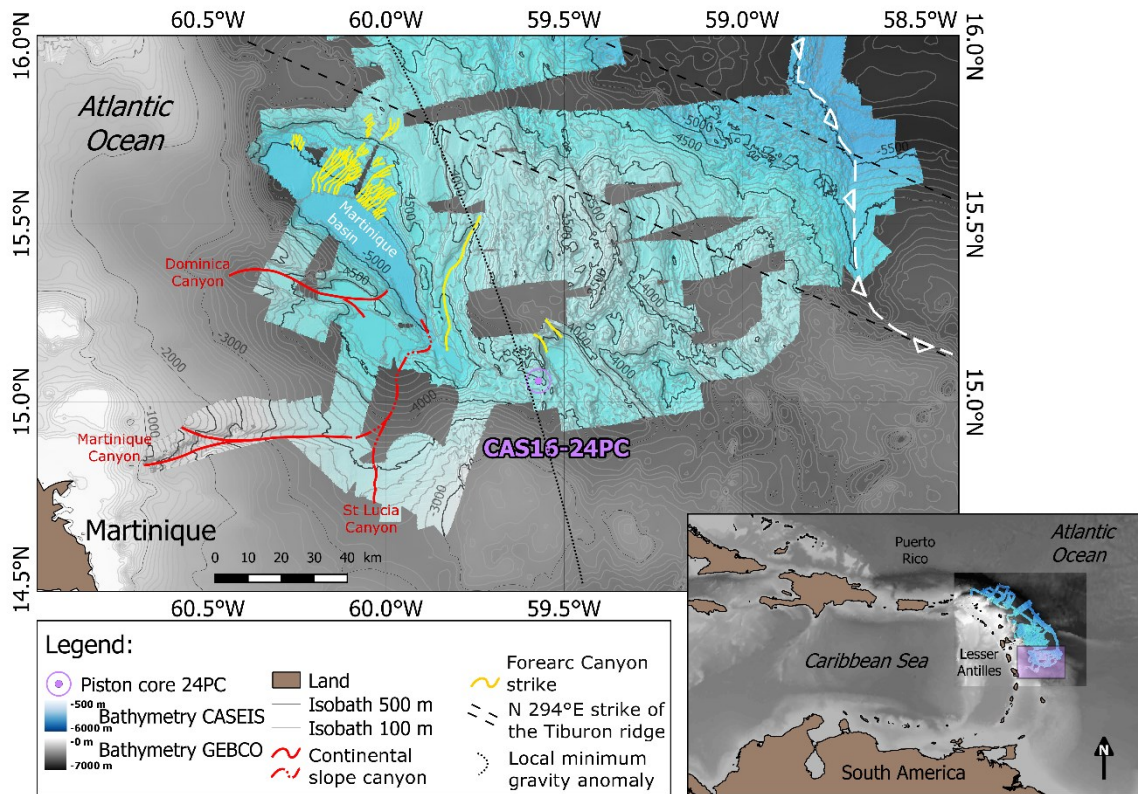 60.5°W 60.0°W 59.5°W 59.0°W 58.5°W
16.0°N
16.0°N
Atlantic
Ocean
-5000
-4500
-5500
-4000
15.5°N
15.5°N
Martinique
basin
-4500
-3500
-3500
-5000
Dominica
Canyon
-4500
-4000
-4000
-3000
-2000
15.0°N
15.0°N
-4000
-1000
Martinique
Canyon
CAS16-24PC
-3000
St Lucia
Canyon
Martinique
0 10 20 30 40 km
14.5°N
60.5°W 60.0°W 59.5°W
Legend:
Piston core 24PC
-500 m
-6000 m
Bathymetry CASEIS
-0 m
-7000 m
Bathymetry GEBCO
Land
Isobath 500 m
Isobath 100 m
Continental
slope canyon
Forearc Canyon
strike
N 294°E strike of
the Tiburon ridge
Local minimum
gravity anomaly
Puerto
Rico
Atlantic
Ocean
Caribbean Sea
Lesser
Antilles
South America
N